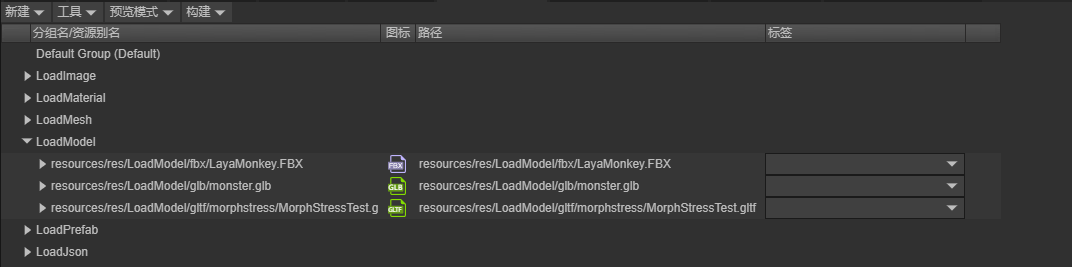 新建 工具 预览模式 构建
分组名/资源别名 图标 路径 标签
Default Group (Default)
LoadImage
LoadMaterial
LoadMesh
LoadModel
resources/res/LoadModel/fbx/LayaMonkey.FBX FBX resources/res/LoadModel/fbx/LayaMonkey.FBX
resources/res/LoadModel/glb/monster.glb GLB resources/res/LoadModel/glb/monster.glb
resources/res/LoadModel/gltf/morphstress/MorphStressTest.g GLTF resources/res/LoadModel/gltf/morphstress/MorphStressTest.gltf
LoadPrefab
LoadJson